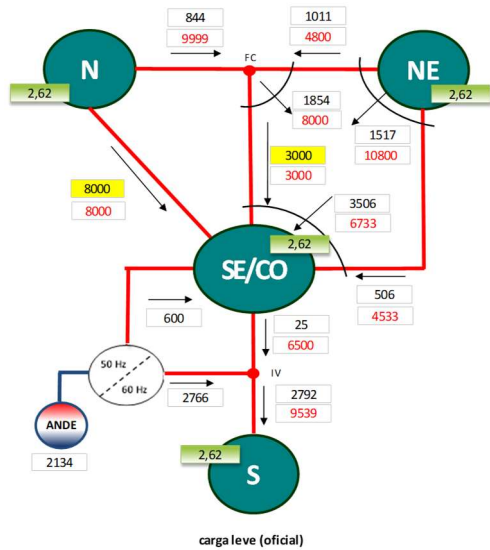 844
1011
9999
4800
N
FC
NE
2,62
2,62
1854
8000
1517
10800
3000
3000
8000
8000
3506
6733
2,62
SE/CO
600
25
6500
506
4533
50 Hz
60 Hz
IV
2766
2792
9539
ANDE
2134
2,62
S
carga leve (oficial)